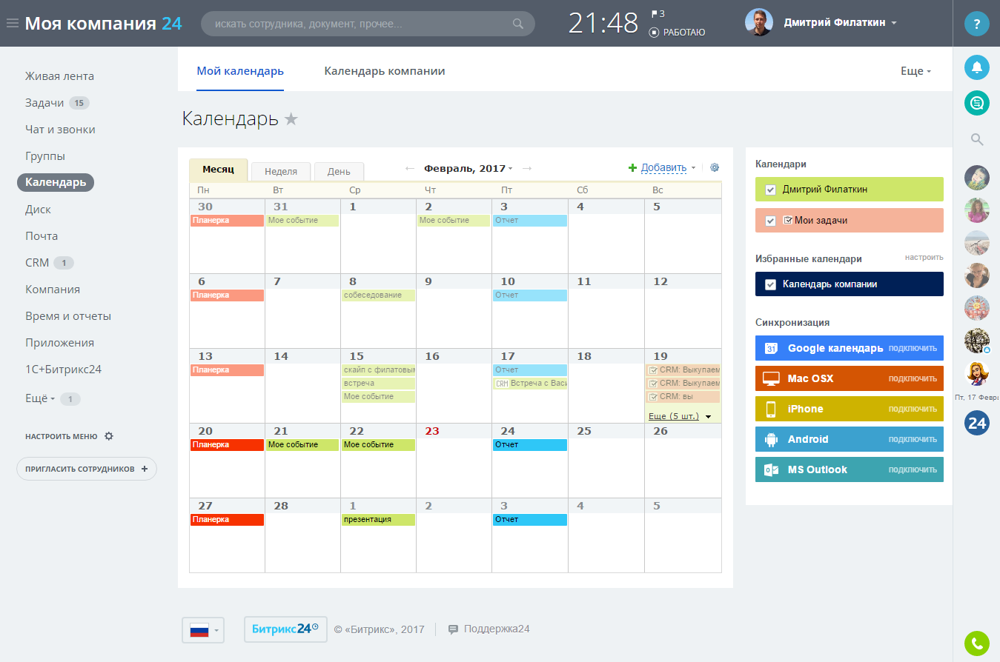 Моя компания 24
искать сотрудника, документ, прочее...
21:48
3
РАБОТАЮ
Дмитрий Филаткин
?
Живая лента
Задачи 15
Чат и звонки
Группы
Календарь
Диск
Почта
CRM 1
Компания
Время и отчеты
Приложения
1С+Битрикс24
Ещё 1
НАСТРОИТЬ МЕНЮ
ПРИГЛАСИТЬ СОТРУДНИКОВ +
Мой календарь Календарь компании Еще
Календарь
Месяц Неделя День
← Февраль, 2017 →
Добавить
Пн Вт Ср Чт Пт Сб Вс
30 31 1 2 3 4 5
Планерка Мое событие Мое событие Отчет
6 7 8 9 10 11 12
Планерка собеседование Отчет
13 14 15 16 17 18 19
Планерка скайп с филатовым Отчет CRM: Выкупаем
встреча CRM Встреча с Васи CRM: Выкупаем
Мое событие CRM: вы
Еще (5 шт.)
20 21 22 23 24 25 26
Планерка Мое событие Мое событие Отчет
27 28 1 2 3 4 5
Планерка презентация Отчет
Календари
Дмитрий Филаткин
Мои задачи
Избранные календари настроить
Календарь компании
Синхронизация
31 Google календарь подключить
Mac OSX подключить
iPhone подключить
Android подключить
MS Outlook подключить
Пт, 17 Февра
24
Битрикс24 © «Битрикс», 2017 Поддержка24